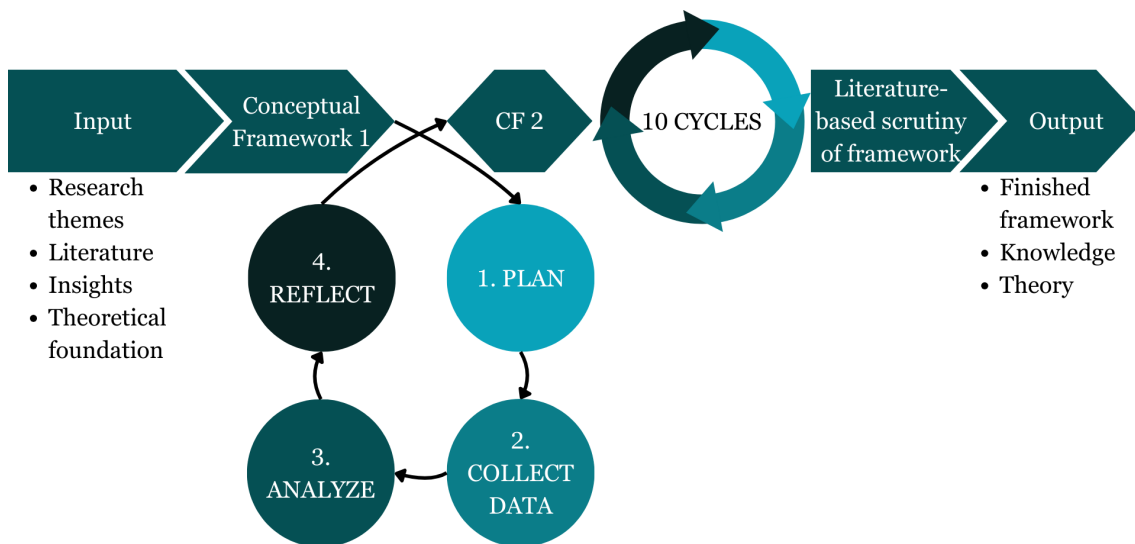 Input
Conceptual
Framework 1
CF 2
10 CYCLES
Literature-
based scrutiny
of framework
Output
• Research
themes
• Literature
• Insights
• Theoretical
foundation
4.
REFLECT
1. PLAN
3.
ANALYZE
2.
COLLECT
DATA
• Finished
framework
• Knowledge
• Theory